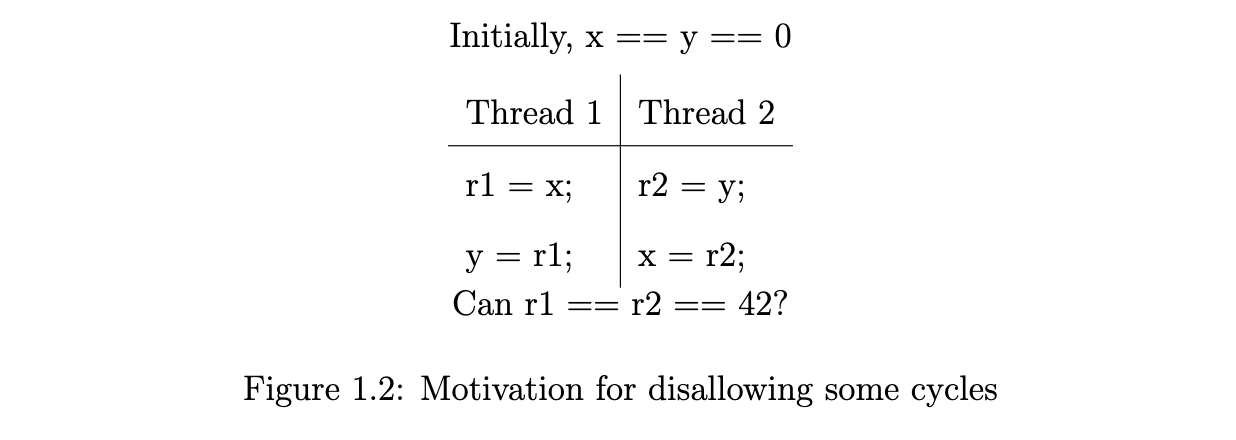 Initially, x == y == 0
Thread 1 Thread 2
r1 = x; r2 = y;
y = r1; x = r2;
Can r1 == r2 == 42?
Figure 1.2: Motivation for disallowing some cycles